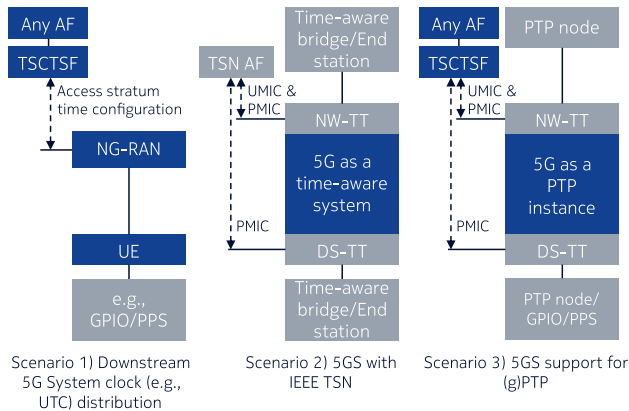 Any AF
TSCTSF
Access stratum
time configuration
NG-RAN
UE
e.g.,
GPIO/PPS
Scenario 1) Downstream
5G System clock (e.g.,
UTC) distribution
Time-aware
bridge/End
station
TSN AF
UMIC &
PMIC
NW-TT
5G as a
time-aware
system
PMIC
DS-TT
Time-aware
bridge/End
station
Scenario 2) 5GS with
IEEE TSN
Any AF
TSCTSF
PTP node
UMIC &
PMIC
NW-TT
5G as a
PTP
instance
PMIC
DS-TT
PTP node/
GPIO/PPS
Scenario 3) 5GS support for
(g)PTP